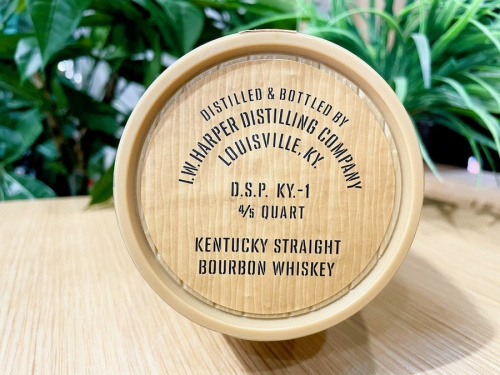 DISTILLED & BOTTLED BY
I.W. HARPER DISTILLING COMPANY
LOUISVILLE, KY.
D.S.P. KY.-1
4/5 QUART
KENTUCKY STRAIGHT
BOURBON WHISKEY